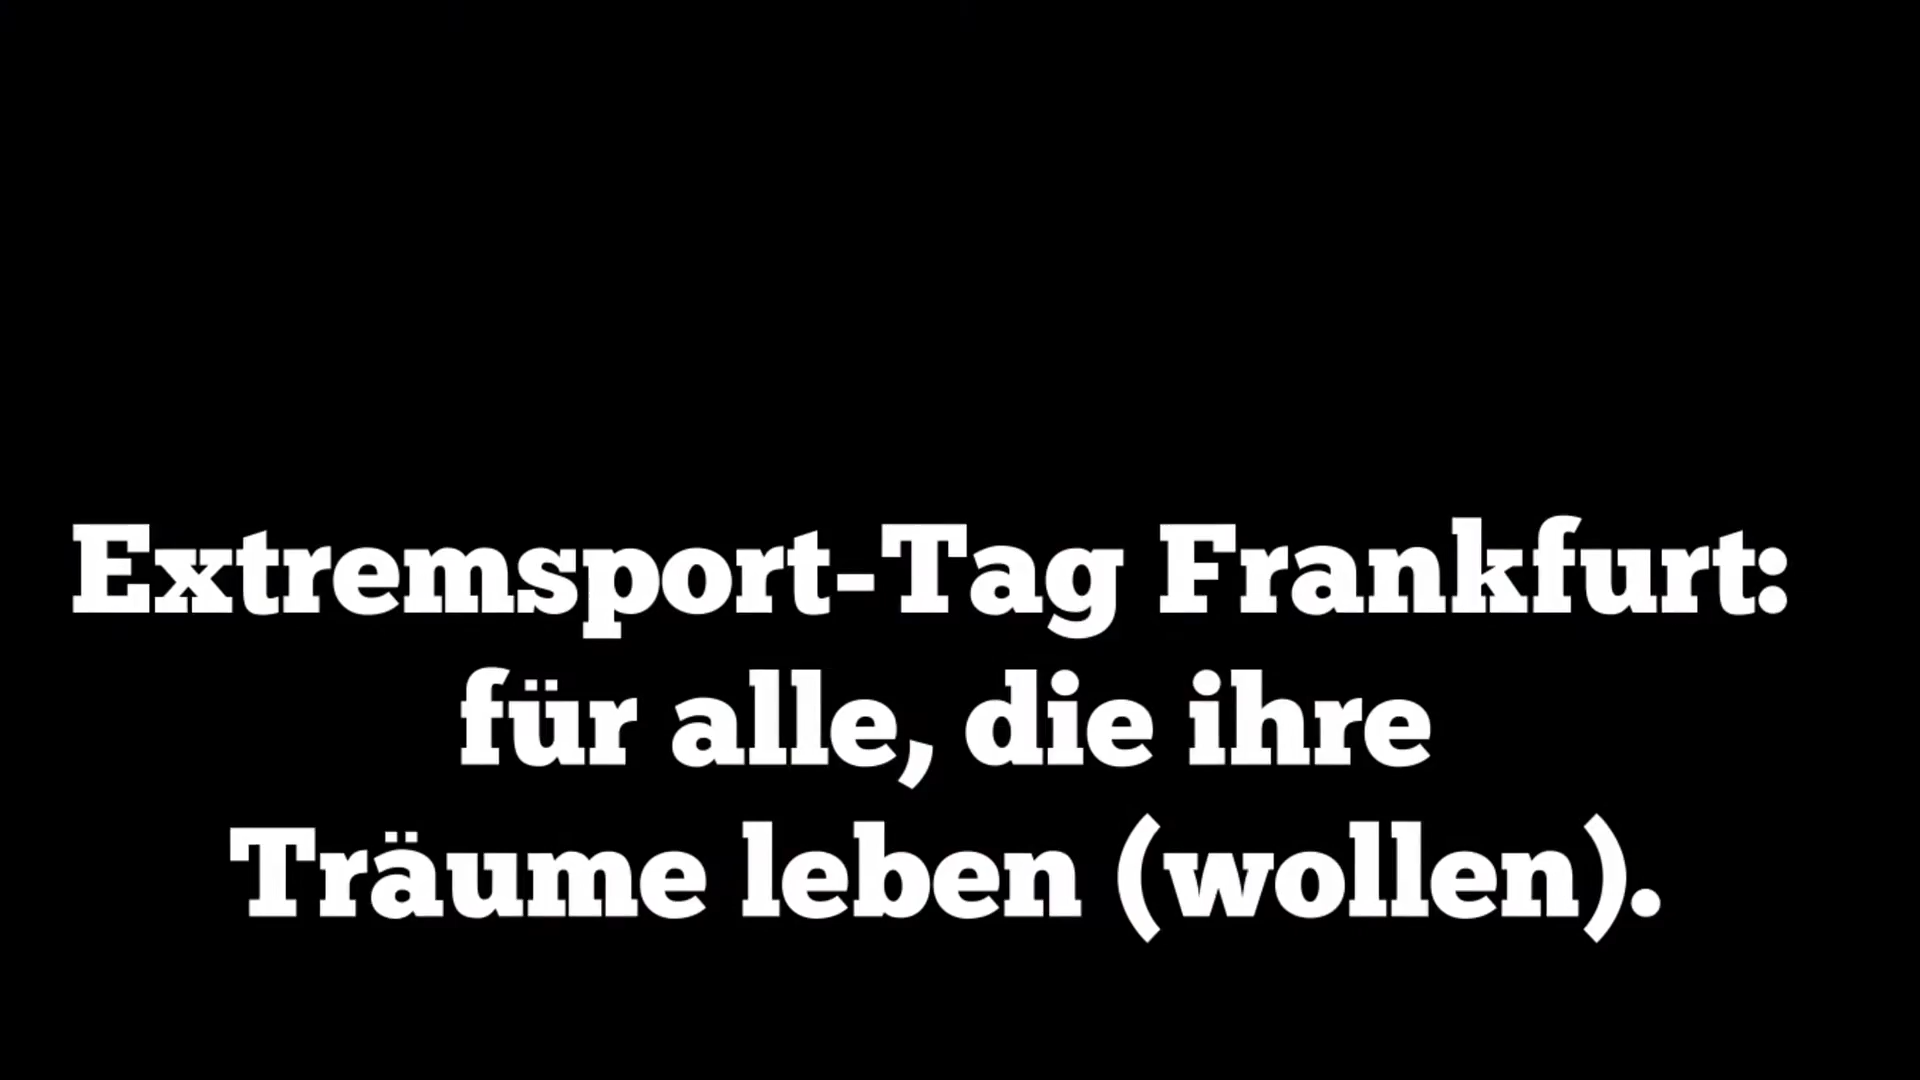 Extremsport-Tag Frankfurt:
für alle, die ihre
Träume leben (wollen).